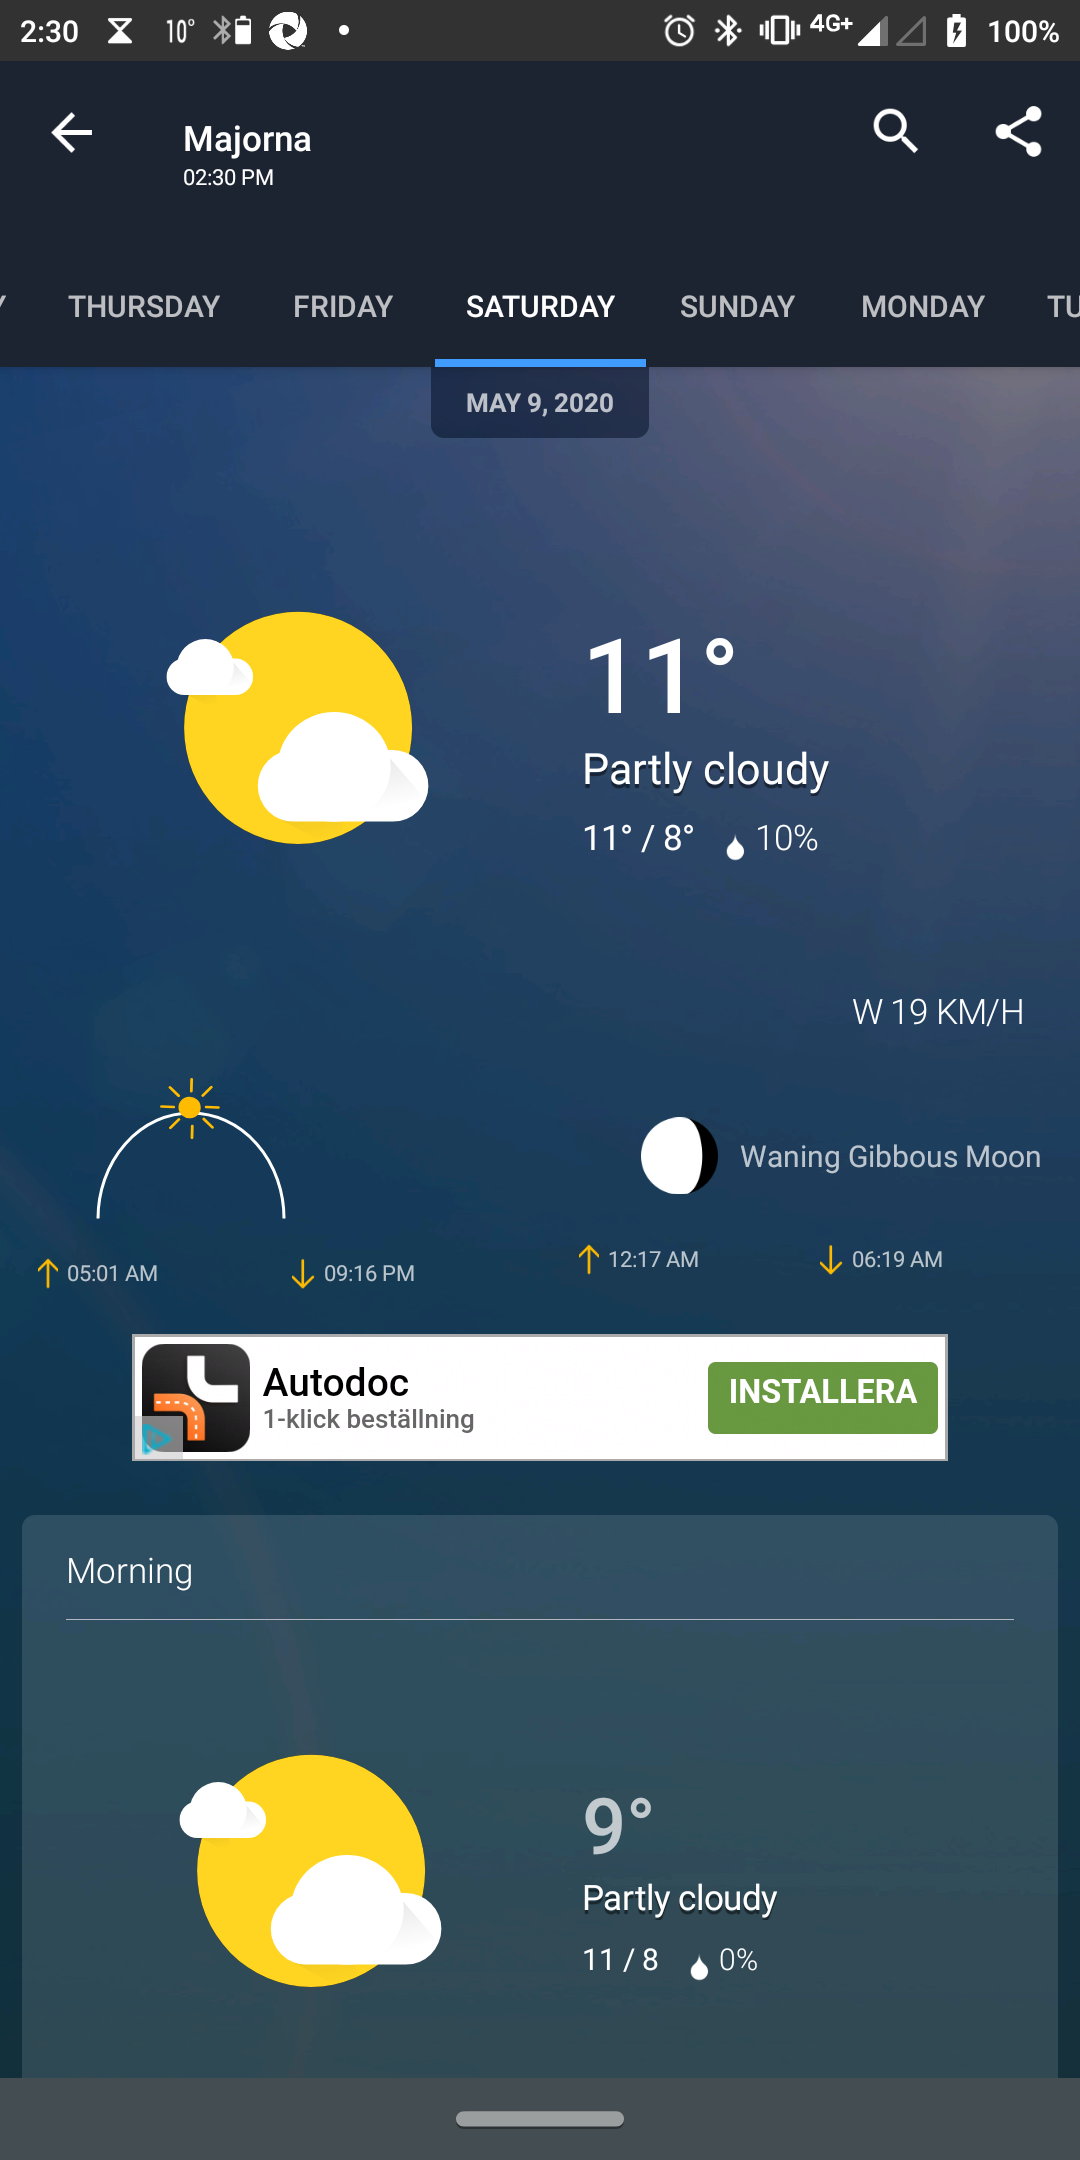 2:30 10° 4G+ 100%
Majorna
02:30 PM
THURSDAY FRIDAY SATURDAY SUNDAY MONDAY TU
MAY 9, 2020
11°
Partly cloudy
11° / 8° 10%
W 19 KM/H
Waning Gibbous Moon
05:01 AM 09:16 PM 12:17 AM 06:19 AM
Autodoc
1-klick beställning
INSTALLERA
Morning
9°
Partly cloudy
11 / 8 0%